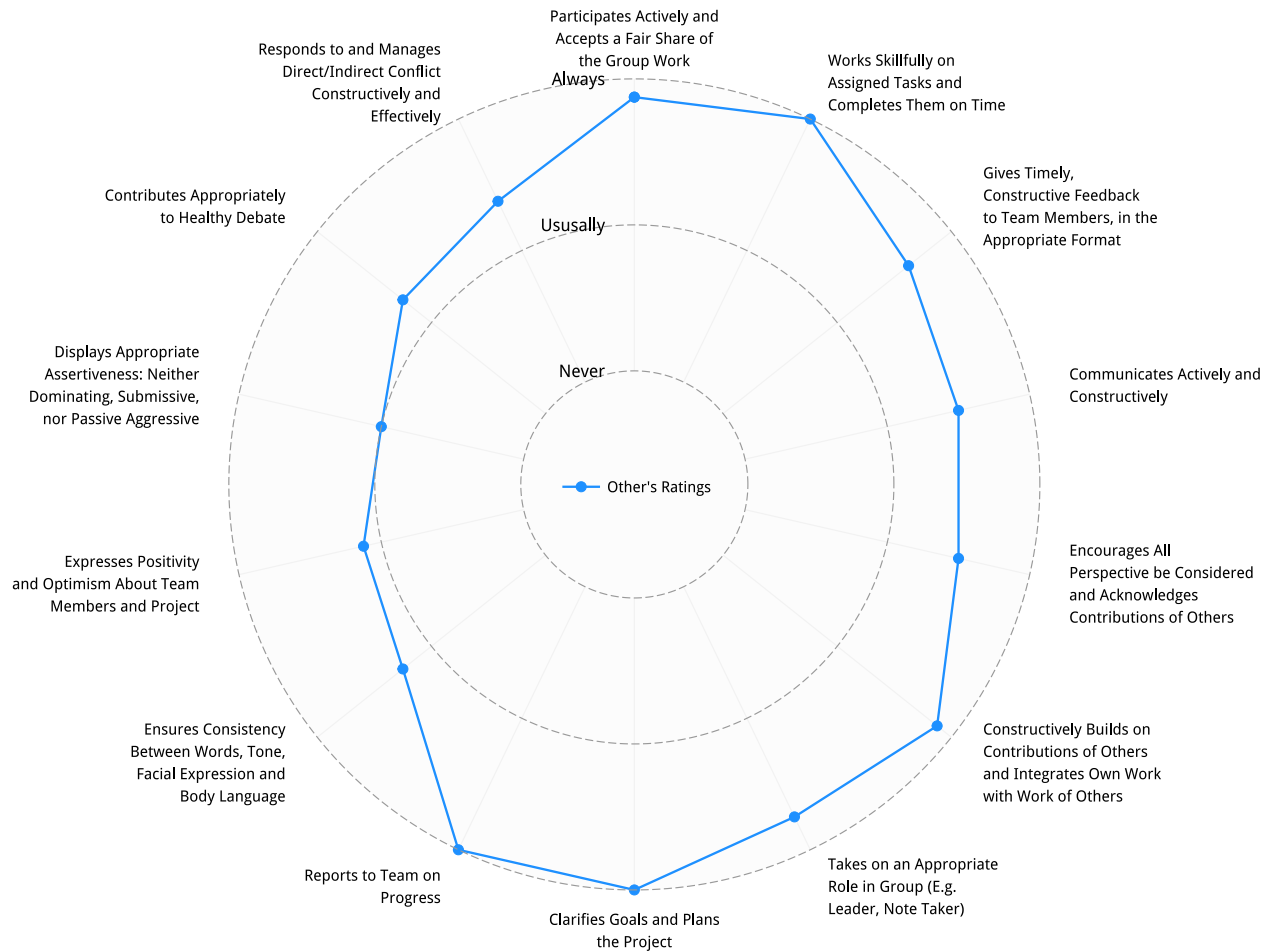 Participates Actively and
Accepts a Fair Share of
the Group Work
Always
Works Skillfully on
Assigned Tasks and
Completes Them on Time
Gives Timely,
Constructive Feedback
to Team Members, in the
Appropriate Format
Communicates Actively and
Constructively
Encourages All
Perspective be Considered
and Acknowledges
Contributions of Others
Constructively Builds on
Contributions of Others
and Integrates Own Work
with Work of Others
Takes on an Appropriate
Role in Group (E.g.
Leader, Note Taker)
Clarifies Goals and Plans
the Project
Reports to Team on
Progress
Ensures Consistency
Between Words, Tone,
Facial Expression and
Body Language
Expresses Positivity
and Optimism About Team
Members and Project
Displays Appropriate
Assertiveness: Neither
Dominating, Submissive,
nor Passive Aggressive
Contributes Appropriately
to Healthy Debate
Responds to and Manages
Direct/Indirect Conflict
Constructively and
Effectively
Ususally
Never
Other's Ratings